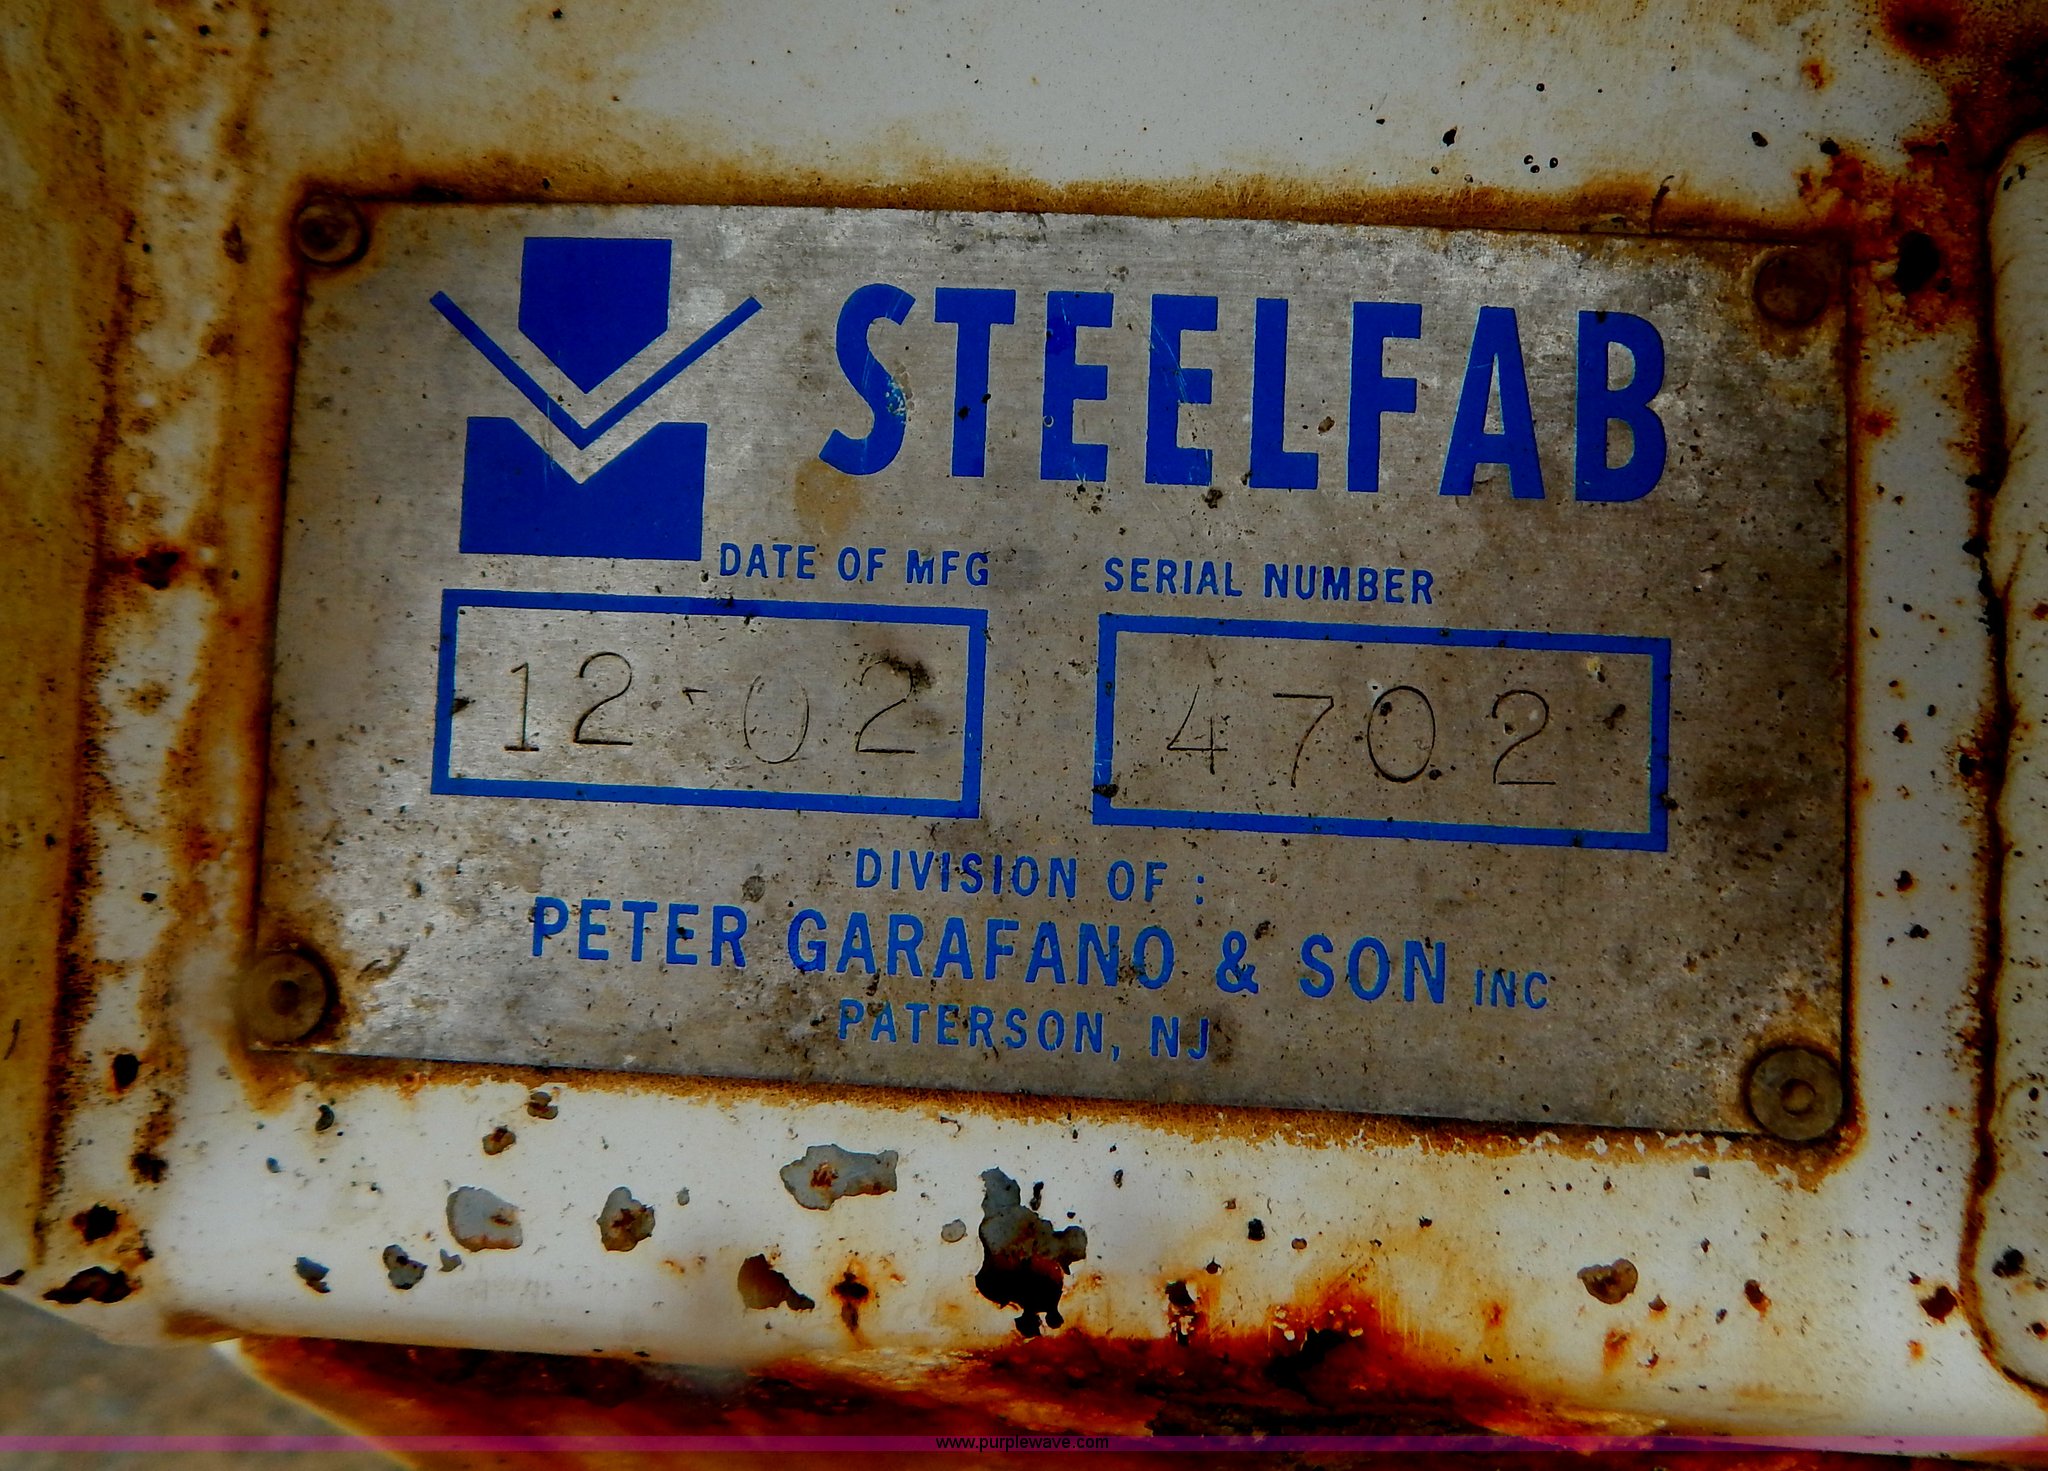 STEELFAB
DATE OF MFG SERIAL NUMBER
12-02 4702
DIVISION OF :
PETER GARAFANO & SON INC
PATERSON, NJ
www.purplewave.com